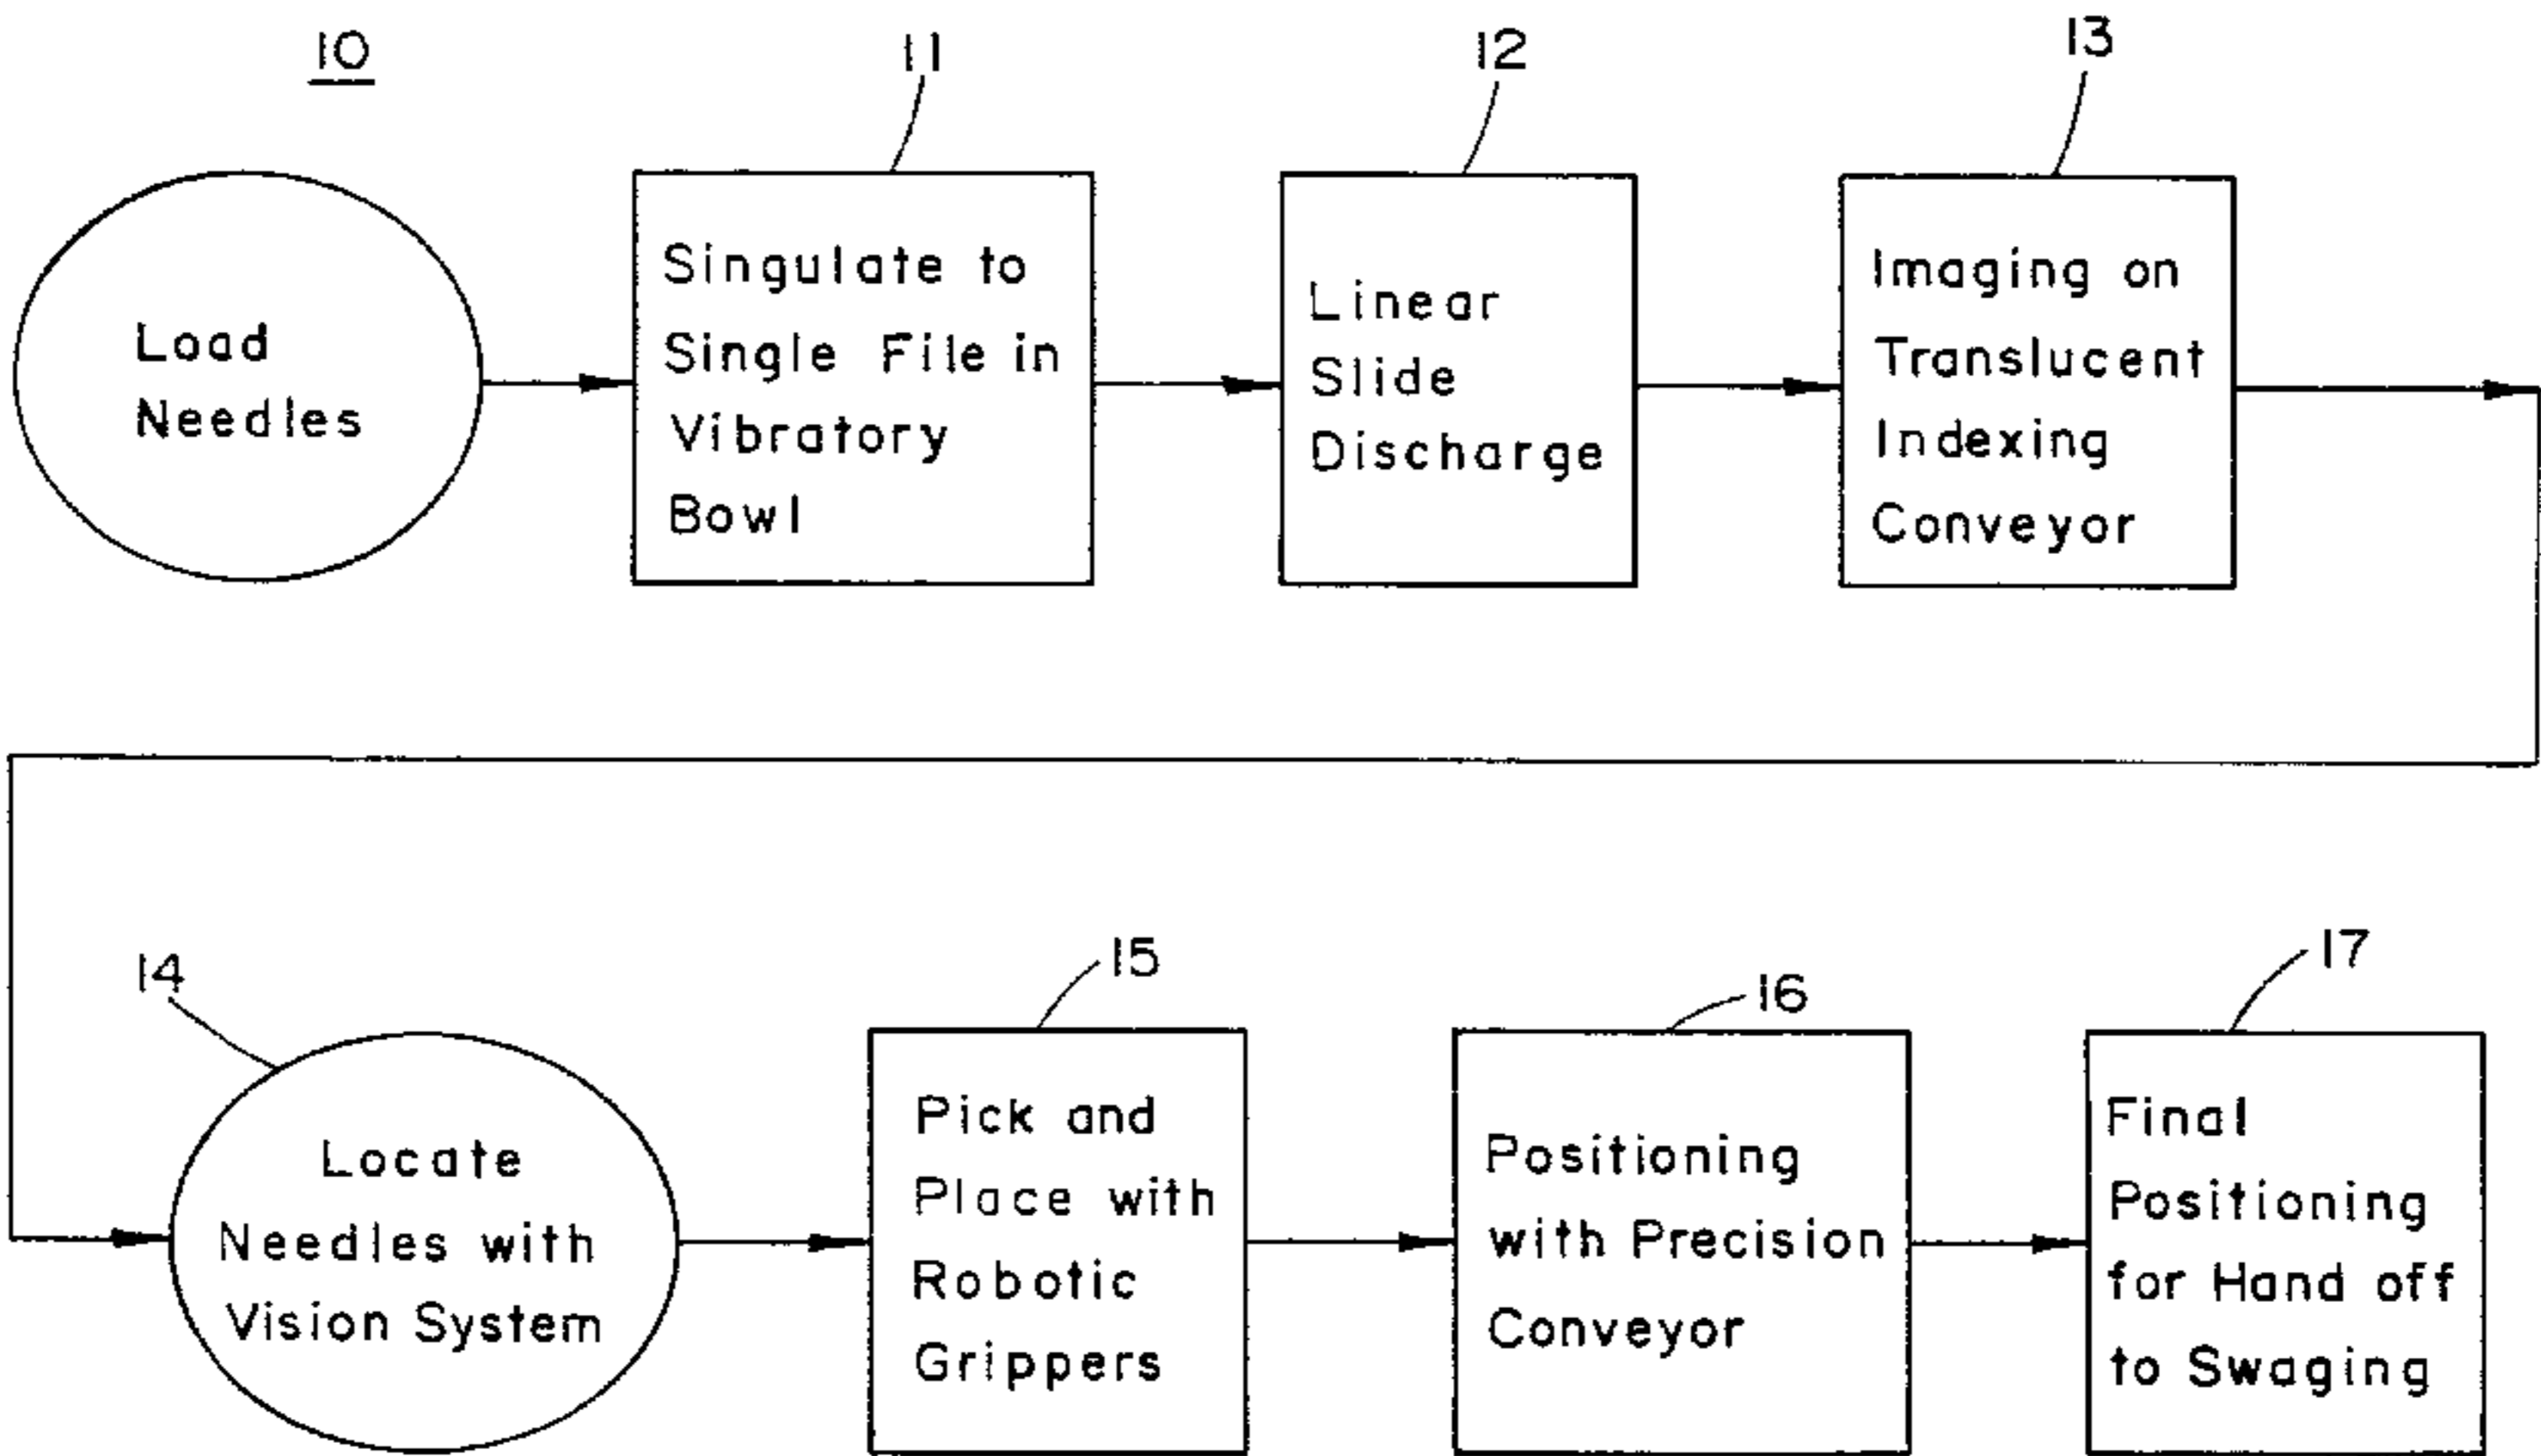 10
11
12
13
Load
Needles
Singulate to
Single File in
Vibratory
Bowl
Linear
Slide
Discharge
Imaging on
Translucent
Indexing
Conveyor
14
15
16
17
Locate
Needles with
Vision System
Pick and
Place with
Robotic
Grippers
Positioning
with Precision
Conveyor
Final
Positioning
for Hand off
to Swaging